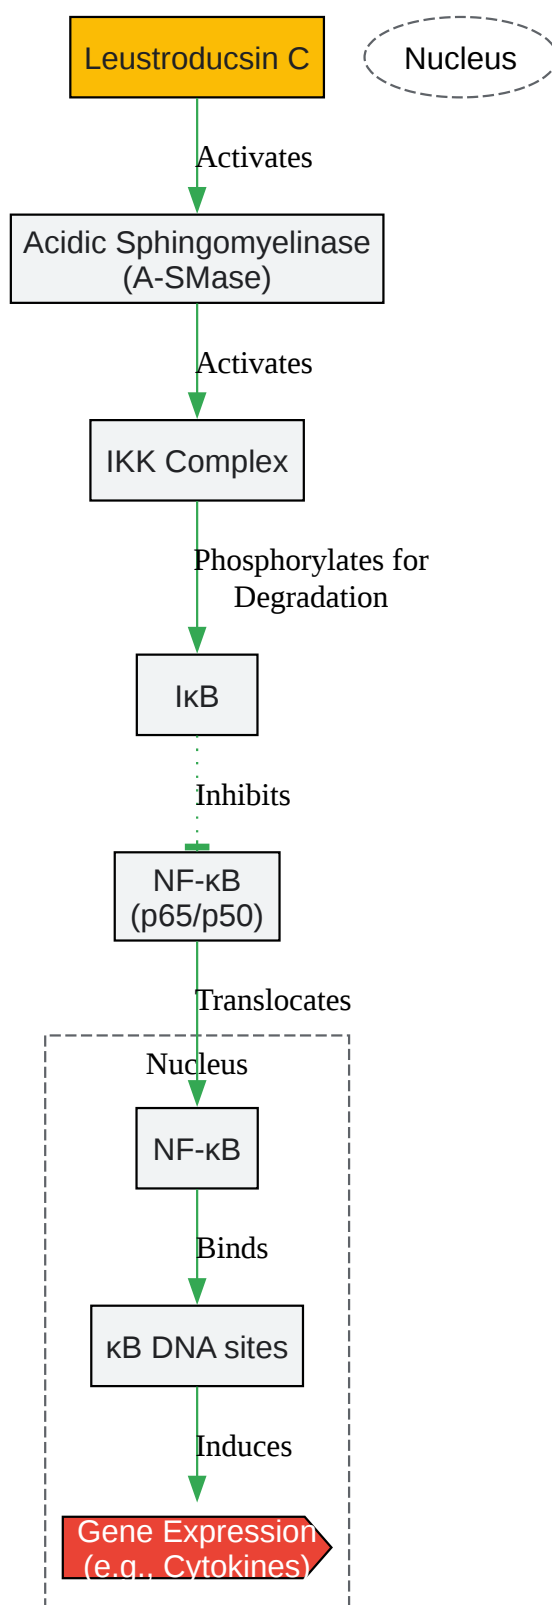 Leustroducsin C
Nucleus
Activates
Acidic Sphingomyelinase
(A-SMase)
Activates
IKK Complex
Phosphorylates for
Degradation
IκB
Inhibits
NF-κB
(p65/p50)
Translocates
Nucleus
NF-κB
Binds
κB DNA sites
Induces
Gene Expression
(e.g., Cytokines)